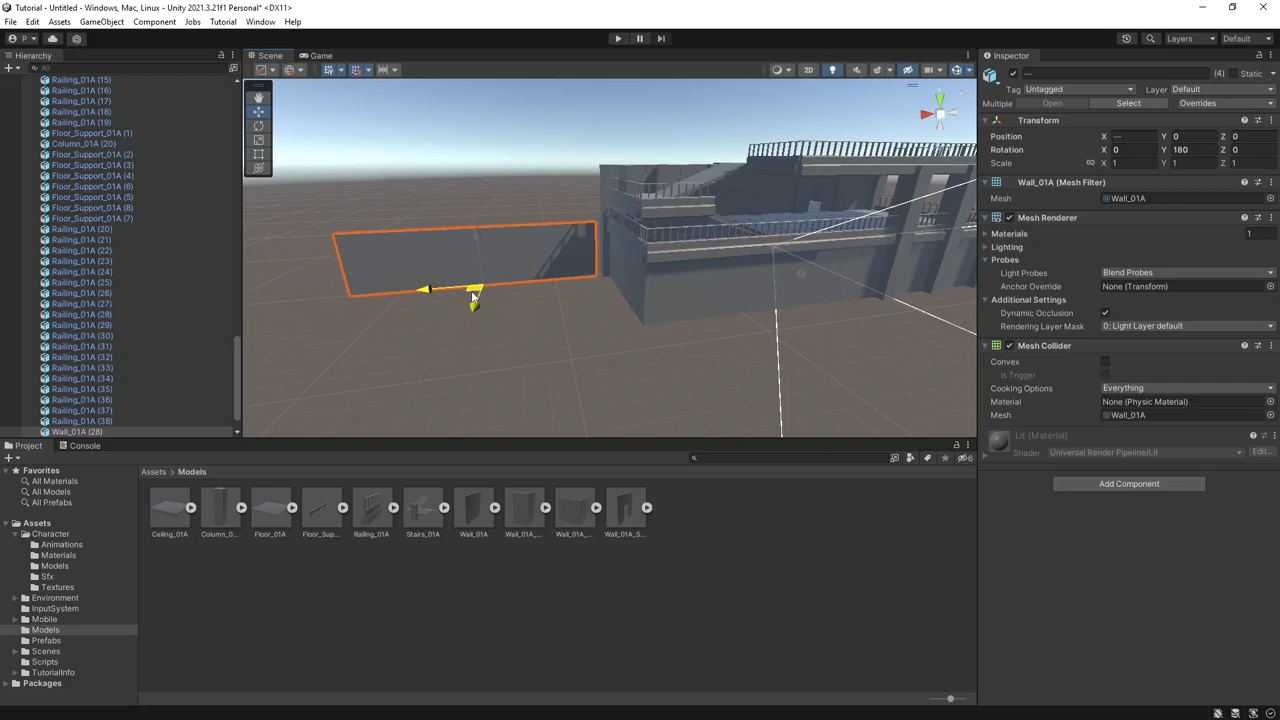 Tutorial - Untitled - Windows, Mac, Linux - Unity 2021.3.21f1 Personal* <DX11>
File Edit Assets GameObject Component Jobs Tutorial Window Help
P Layers Default
Hierarchy
All
Railing_01A (15)
Railing_01A (16)
Railing_01A (17)
Railing_01A (18)
Railing_01A (19)
Floor_Support_01A (1)
Column_01A (20)
Floor_Support_01A (2)
Floor_Support_01A (3)
Floor_Support_01A (4)
Floor_Support_01A (6)
Floor_Support_01A (5)
Floor_Support_01A (8)
Floor_Support_01A (7)
Railing_01A (20)
Railing_01A (21)
Railing_01A (22)
Railing_01A (23)
Railing_01A (24)
Railing_01A (25)
Railing_01A (26)
Railing_01A (27)
Railing_01A (28)
Railing_01A (29)
Railing_01A (30)
Railing_01A (31)
Railing_01A (32)
Railing_01A (33)
Railing_01A (34)
Railing_01A (35)
Railing_01A (36)
Railing_01A (37)
Railing_01A (38)
Wall_01A (28)
Scene Game
2D
Inspector
— (4) Static
Tag Untagged Layer Default
Multiple Open Select Overrides
Transform
Position X — Y 0 Z 0
Rotation X 0 Y 180 Z 0
Scale X 1 Y 1 Z 1
Wall_01A (Mesh Filter)
Mesh Wall_01A
Mesh Renderer
Materials 1
Lighting
Probes
Light Probes Blend Probes
Anchor Override None (Transform)
Additional Settings
Dynamic Occlusion
Rendering Layer Mask 0: Light Layer default
Mesh Collider
Convex
Is Trigger
Cooking Options Everything
Material None (Physic Material)
Mesh Wall_01A
Lit (Material)
Shader Universal Render Pipeline/Lit Edit...
Add Component
Project Console
6
Favorites
All Materials
All Models
All Prefabs
Assets
Character
Animations
Materials
Models
Sfx
Textures
Environment
InputSystem
Mobile
Models
Prefabs
Scenes
Scripts
TutorialInfo
Packages
Assets Models
Ceiling_01A Column_0... Floor_01A Floor_Sup... Railing_01A Stairs_01A Wall_01A Wall_01A_... Wall_01A_... Wall_01A_S...